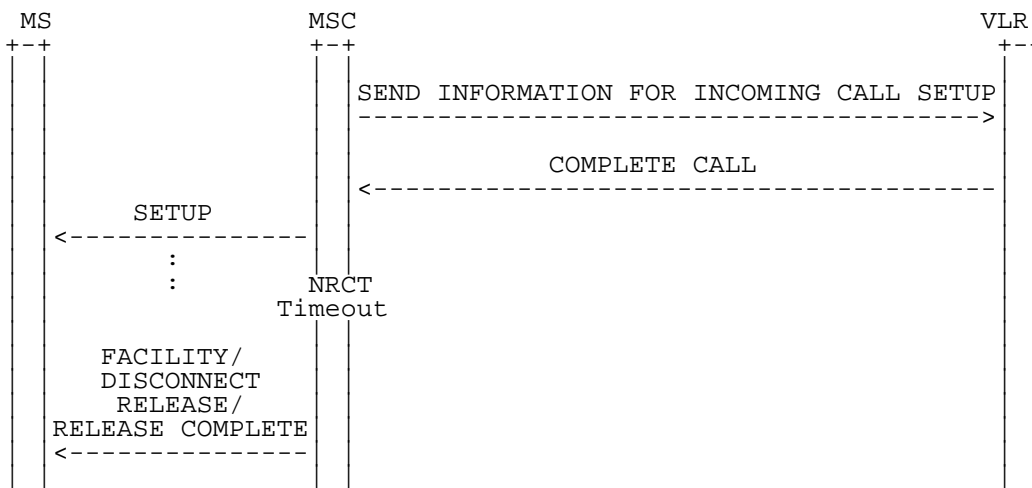 MS MSC VLR
SEND INFORMATION FOR INCOMING CALL SETUP
COMPLETE CALL
SETUP
:
: NRCT
Timeout
FACILITY/
DISCONNECT
RELEASE/
RELEASE COMPLETE